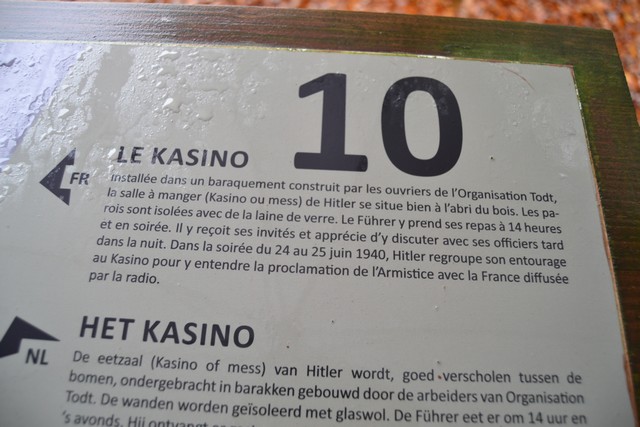 10
LE KASINO
FR
Installée dans un baraquement construit par les ouvriers de l'Organisation Todt,
la salle à manger (Kasino ou mess) de Hitler se situe bien à l'abri du bois. Les pa-
rois sont isolées avec de la laine de verre. Le Führer y prend ses repas à 14 heures
et en soirée. Il y reçoit ses invités et apprécie d'y discuter avec ses officiers tard
dans la nuit. Dans la soirée du 24 au 25 juin 1940, Hitler regroupe son entourage
au Kasino pour y entendre la proclamation de l'Armistice avec la France diffusée
par la radio.
HET KASINO
NL
De eetzaal (Kasino of mess) van Hitler wordt, goed verscholen tussen de
bomen, ondergebracht in barakken gebouwd door de arbeiders van Organisation
Todt. De wanden worden geïsoleerd met glaswol. De Führer eet er om 14 uur en
's avonds. Hij ontvangt